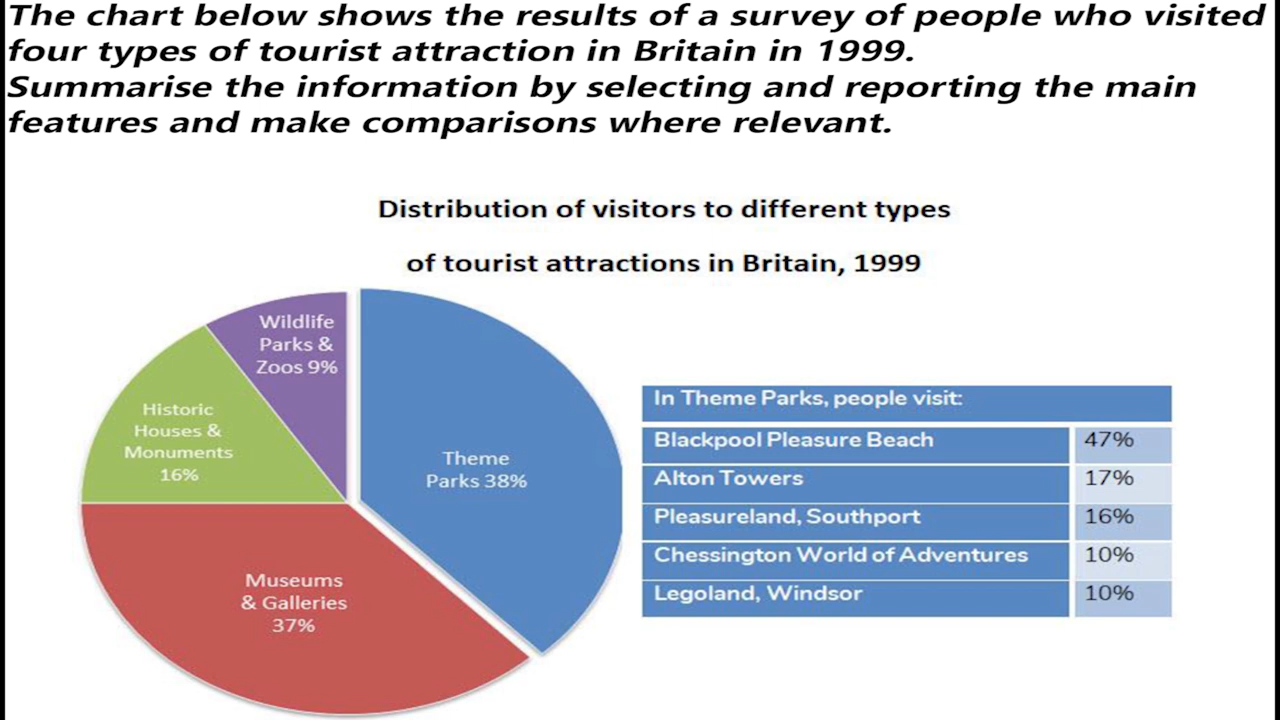 The chart below shows the results of a survey of people who visited
four types of tourist attraction in Britain in 1999.
Summarise the information by selecting and reporting the main
features and make comparisons where relevant.
Distribution of visitors to different types
of tourist attractions in Britain, 1999
Wildlife
Parks &
Zoos 9%
Historic
Houses &
Monuments
16%
Theme
Parks 38%
Museums
& Galleries
37%
In Theme Parks, people visit:
Blackpool Pleasure Beach 47%
Alton Towers 17%
Pleasureland, Southport 16%
Chessington World of Adventures 10%
Legoland, Windsor 10%